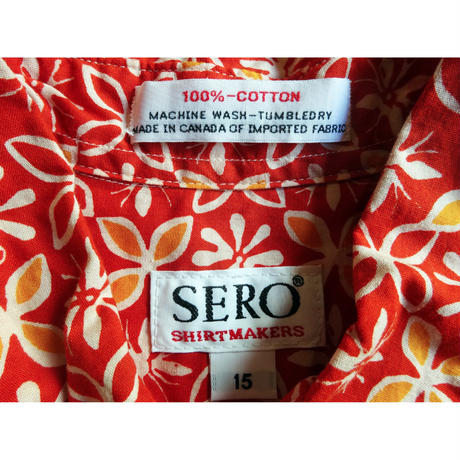 100%-COTTON
MACHINE WASH-TUMBLEDRY
MADE IN CANADA OF IMPORTED FABRIC
SERO®
SHIRTMAKERS
15